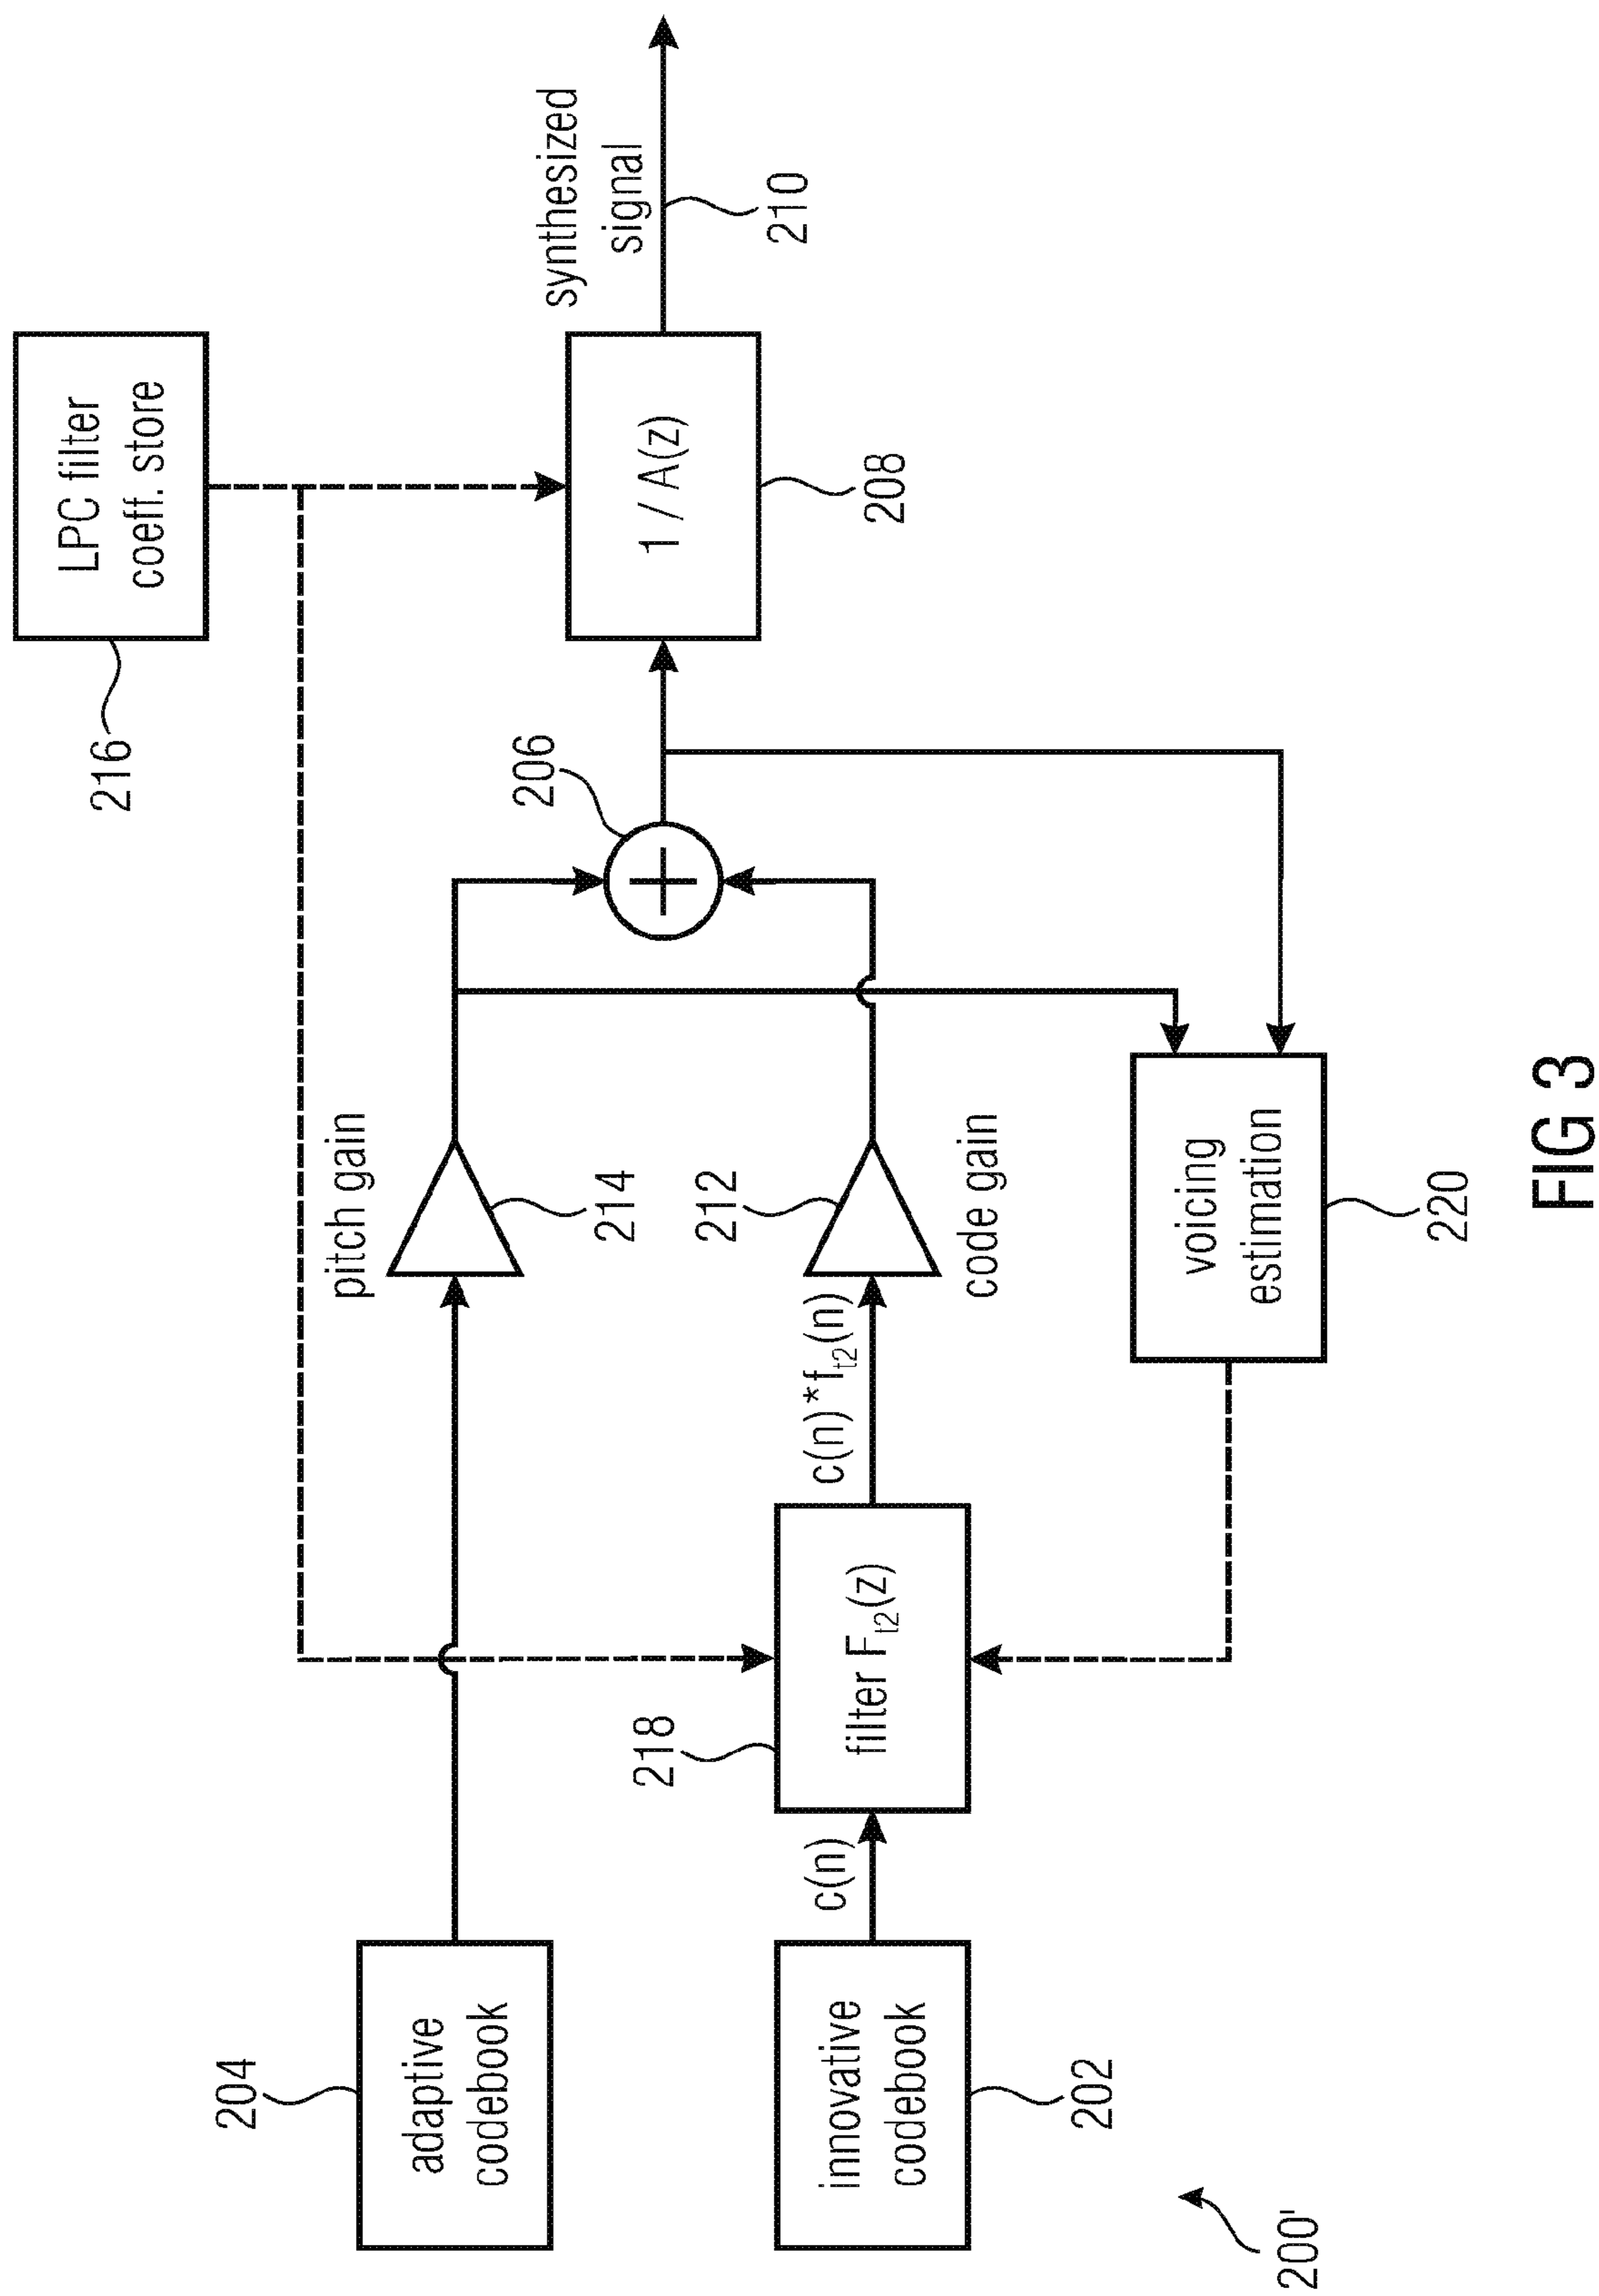 216
LPC filter
coeff. store
synthesized
signal
210
1 / A(z)
208
206
pitch gain
214
212
code gain
204
adaptive
codebook
218
filter F_t2(z)
c(n)
c(n)*f_t2(n)
innovative
codebook
202
voicing
estimation
220
200'
FIG 3